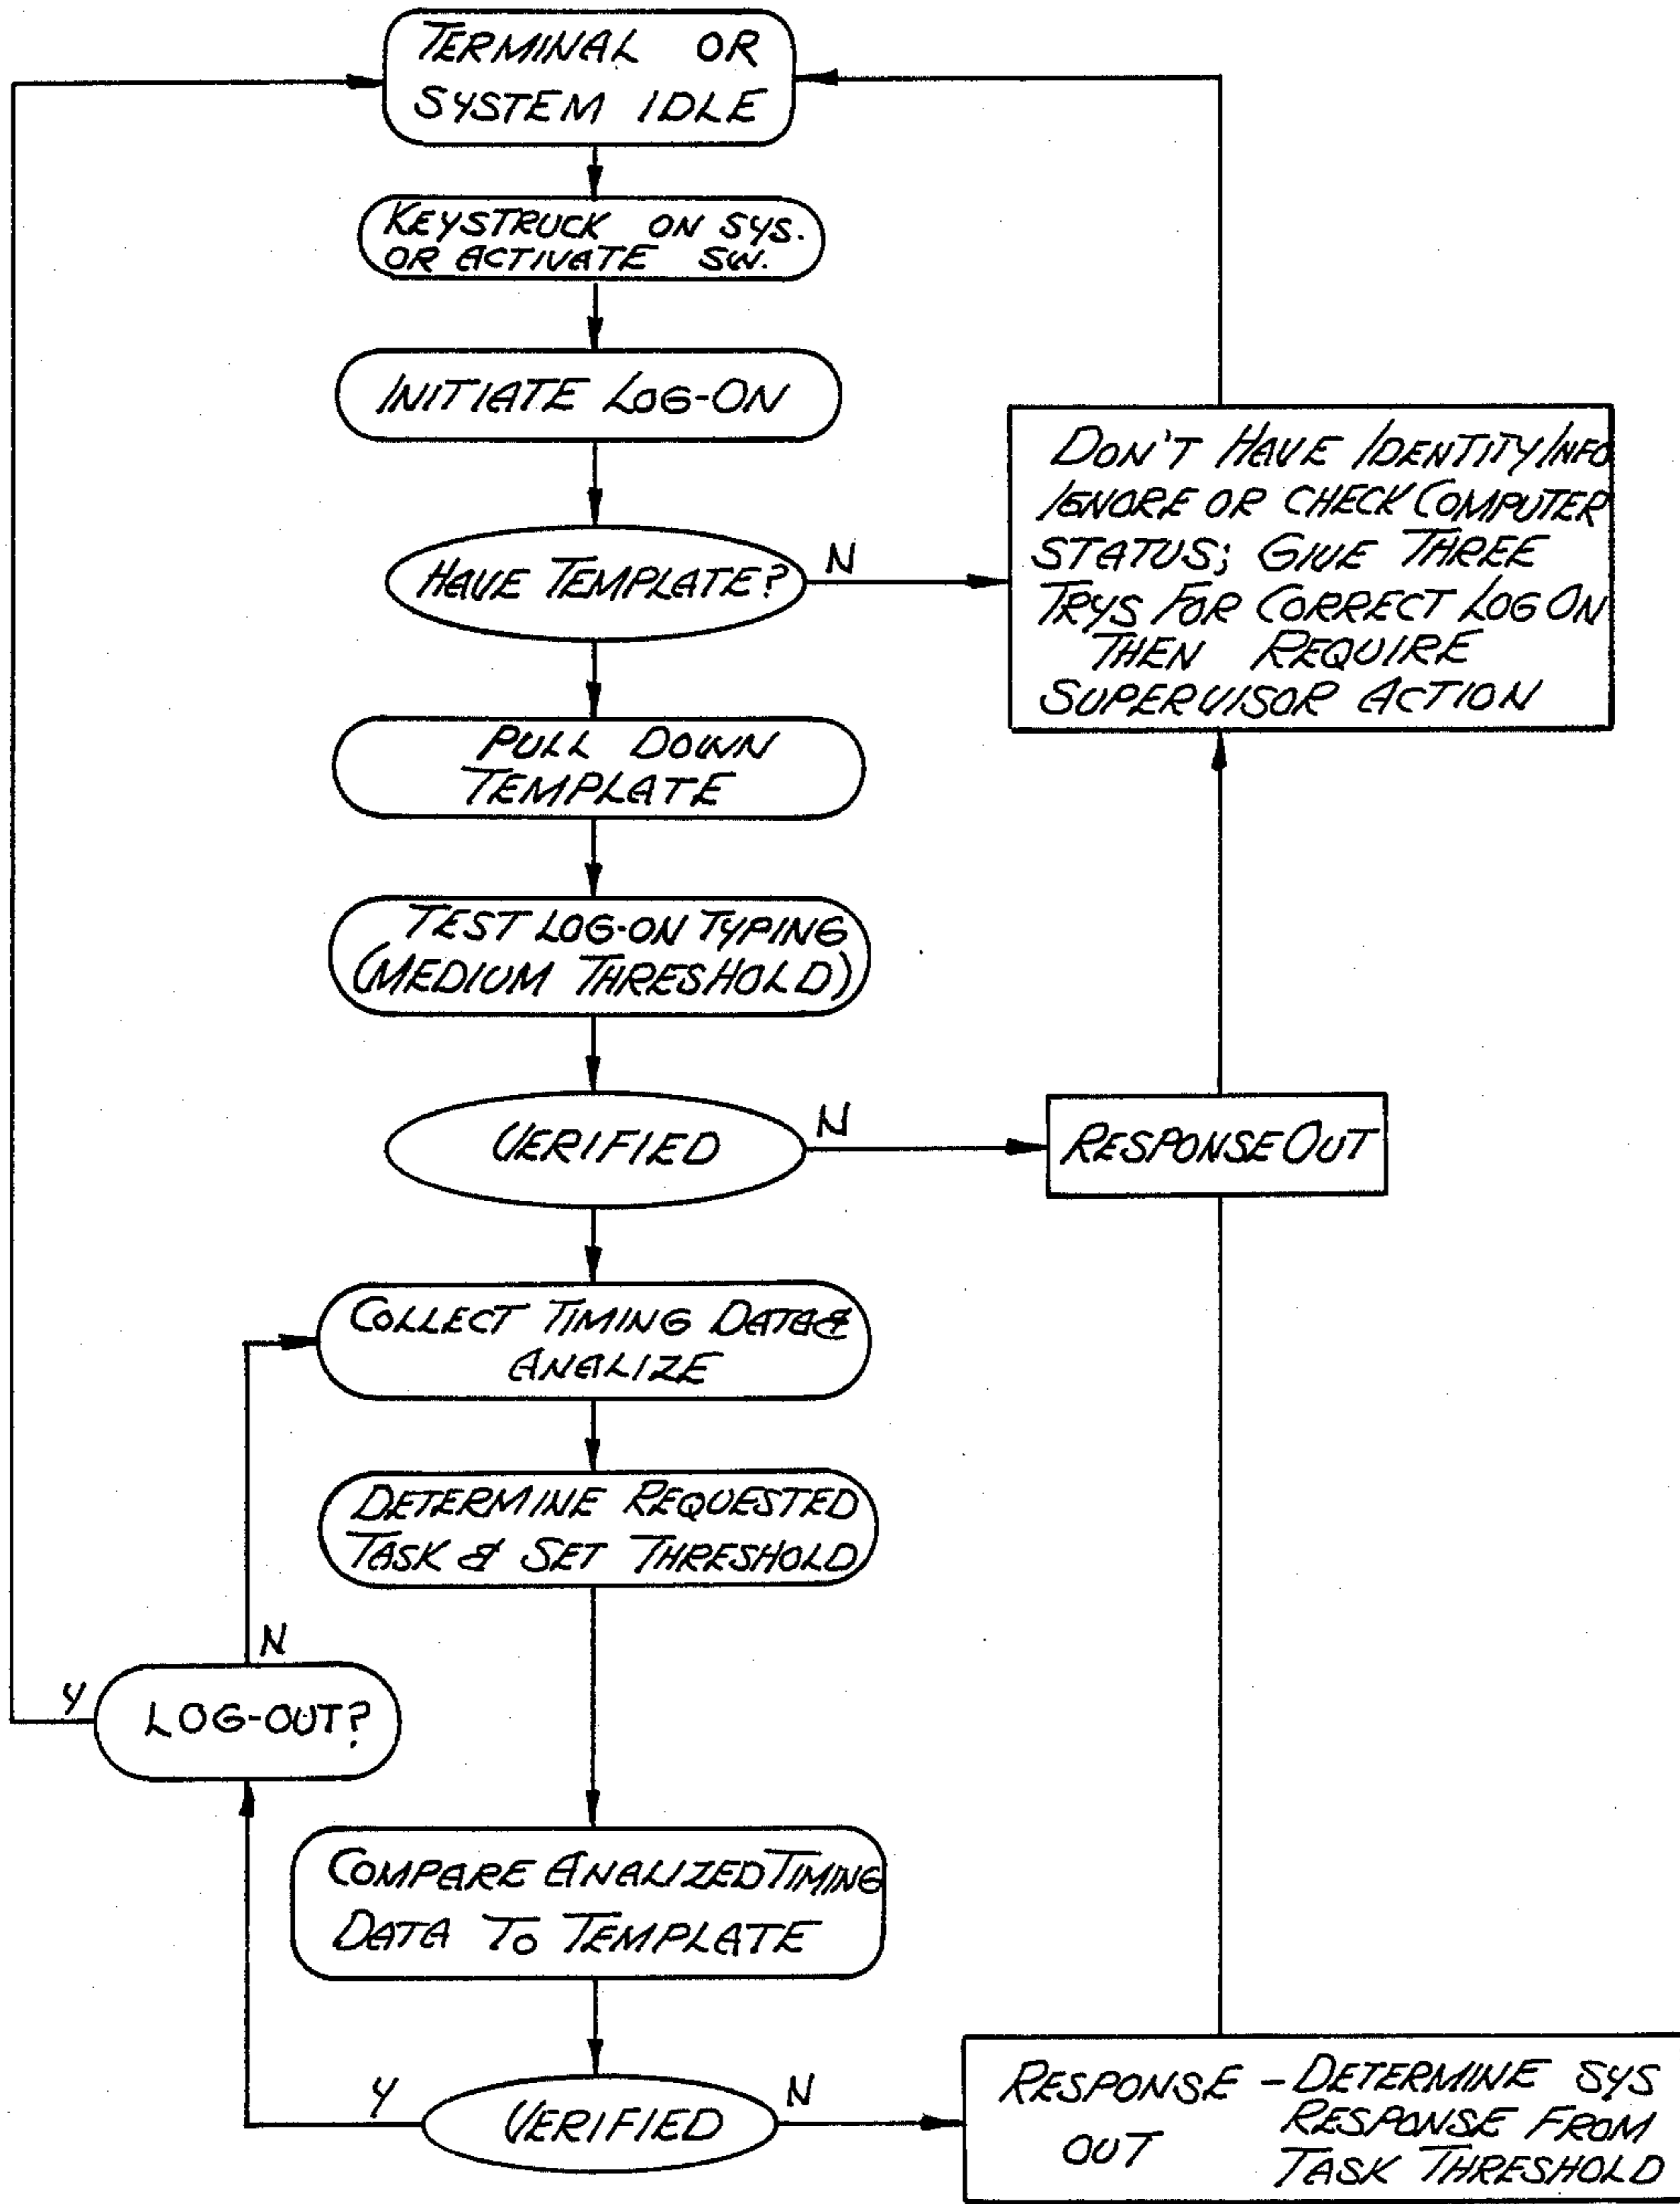 TERMINAL OR
SYSTEM IDLE
KEYSTRUCK ON SYS.
OR ACTIVATE SW.
INITIATE LOG-ON
HAVE TEMPLATE?
N
DON'T HAVE IDENTITY INFO
IGNORE OR CHECK COMPUTER
STATUS; GIVE THREE
TRYS FOR CORRECT LOG ON
THEN REQUIRE
SUPERVISOR ACTION
PULL DOWN
TEMPLATE
TEST LOG-ON TYPING
(MEDIUM THRESHOLD)
VERIFIED
N
RESPONSE OUT
COLLECT TIMING DATA &
ANALIZE
DETERMINE REQUESTED
TASK & SET THRESHOLD
N
Y
LOG-OUT?
COMPARE ANALIZED TIMING
DATA TO TEMPLATE
Y
VERIFIED
N
RESPONSE - DETERMINE SYS
OUT RESPONSE FROM
TASK THRESHOLD